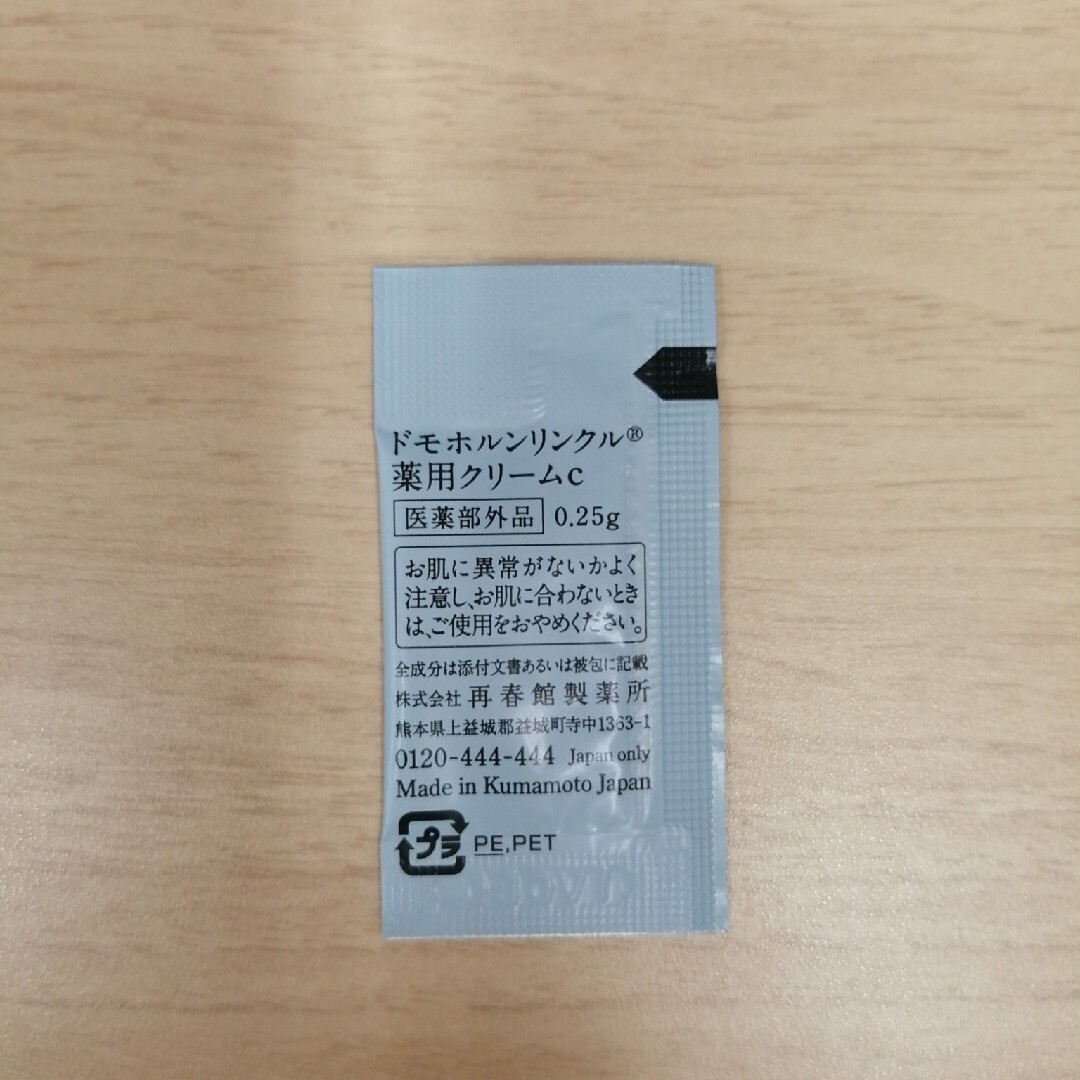 ドモホルンリンクル®
薬用クリームc
医薬部外品 0.25g
お肌に異常がないかよく
注意し、お肌に合わないとき
は、ご使用をおやめください。
全成分は添付文書あるいは被包に記載
株式会社 再春館製薬所
熊本県上益城郡益城町寺中1363-1
0120-444-444 Japan only
Made in Kumamoto Japan
プラ PE,PET